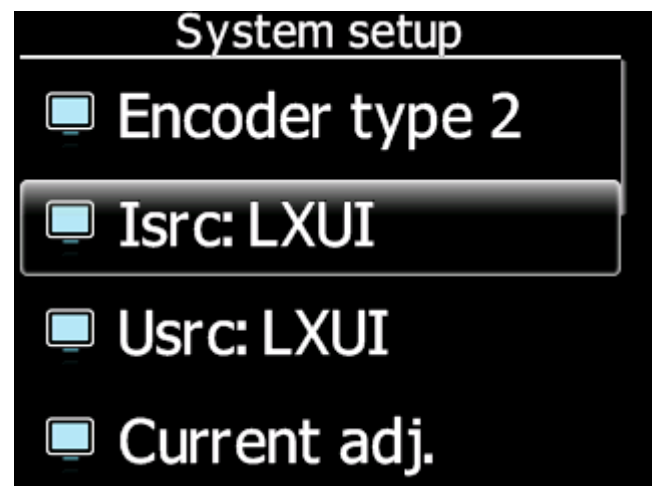 System setup
Encoder type 2
Isrc: LXUI
Usrc: LXUI
Current adj.